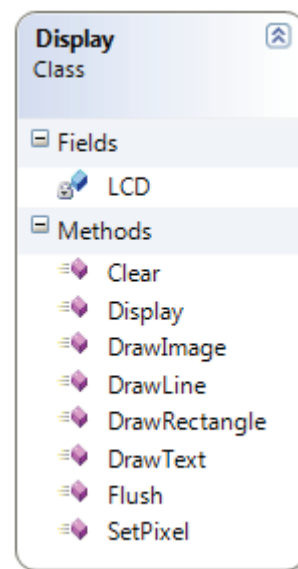 Display
Class
Fields
LCD
Methods
Clear
Display
DrawImage
DrawLine
DrawRectangle
DrawText
Flush
SetPixel